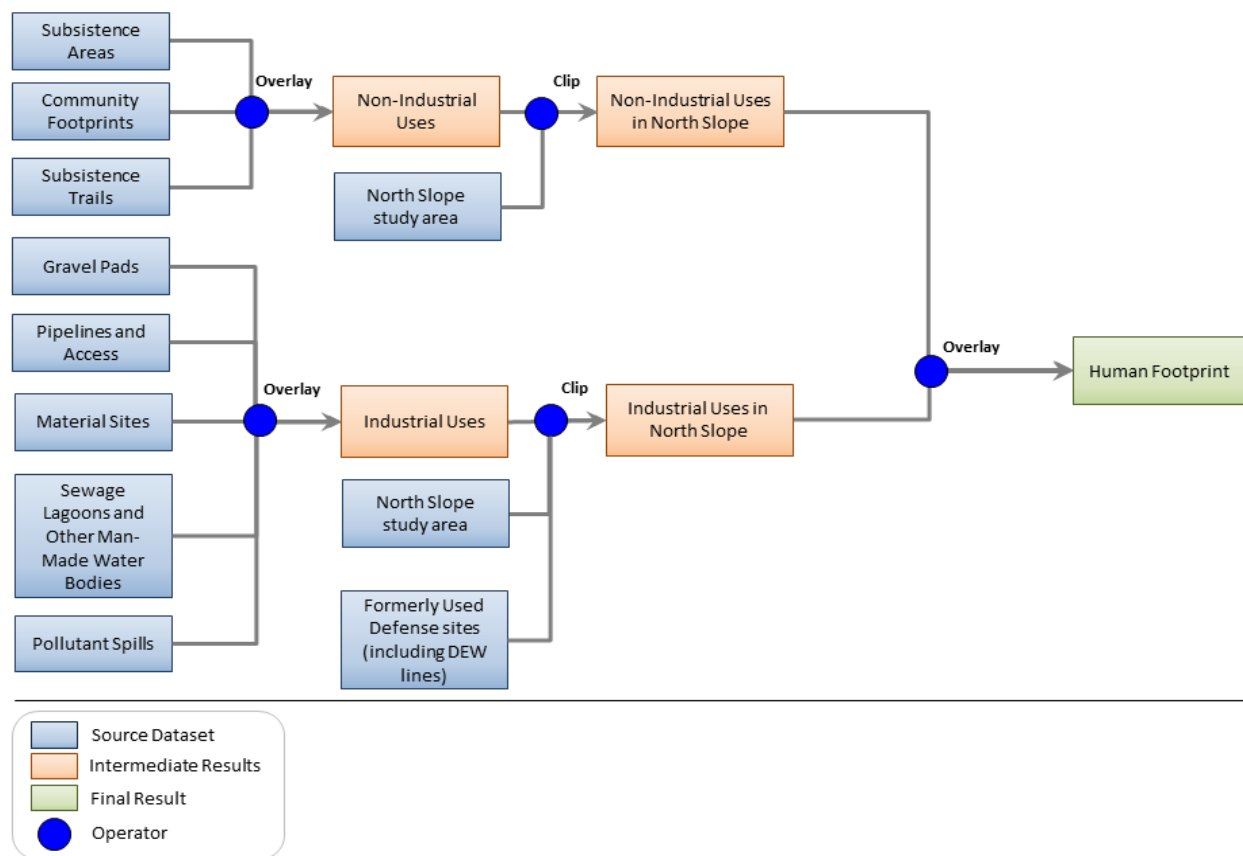 Subsistence
Areas
Community
Footprints
Subsistence
Trails
Overlay
Non-Industrial
Uses
Clip
Non-Industrial Uses
in North Slope
North Slope
study area
Gravel Pads
Pipelines and
Access
Material Sites
Sewage
Lagoons and
Other Man-
Made Water
Bodies
Pollutant Spills
Overlay
Industrial Uses
Clip
Industrial Uses in
North Slope
North Slope
study area
Formerly Used
Defense sites
(including DEW
lines)
Overlay
Human Footprint
Source Dataset
Intermediate Results
Final Result
Operator